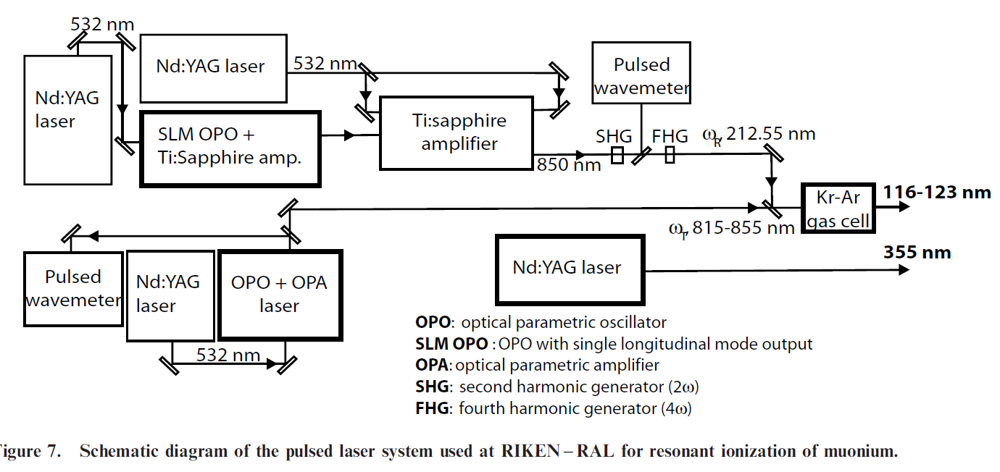 532 nm
Nd:YAG
laser
Nd:YAG laser
532 nm
SLM OPO +
Ti:Sapphire amp.
Ti:sapphire
amplifier
850 nm
Pulsed
wavemeter
SHG
FHG
ωR, 212.55 nm
Kr-Ar
gas cell
116-123 nm
ωT, 815-855 nm
Pulsed
wavemeter
Nd:YAG
laser
OPO + OPA
laser
532 nm
Nd:YAG laser
355 nm
OPO: optical parametric oscillator
SLM OPO : OPO with single longitudinal mode output
OPA: optical parametric amplifier
SHG: second harmonic generator (2ω)
FHG: fourth harmonic generator (4ω)
igure 7. Schematic diagram of the pulsed laser system used at RIKEN – RAL for resonant ionization of muonium.